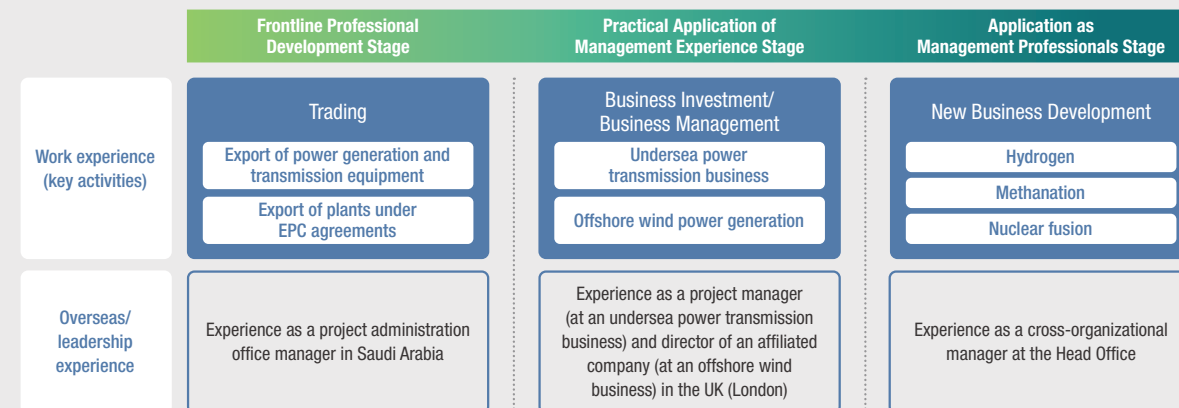 Frontline Professional
Development Stage
Practical Application of
Management Experience Stage
Application as
Management Professionals Stage
Work experience
(key activities)
Trading
Export of power generation and
transmission equipment
Export of plants under
EPC agreements
Business Investment/
Business Management
Undersea power
transmission business
Offshore wind power generation
New Business Development
Hydrogen
Methanation
Nuclear fusion
Overseas/
leadership
experience
Experience as a project administration
office manager in Saudi Arabia
Experience as a project manager
(at an undersea power transmission
business) and director of an affiliated
company (at an offshore wind
business) in the UK (London)
Experience as a cross-organizational
manager at the Head Office